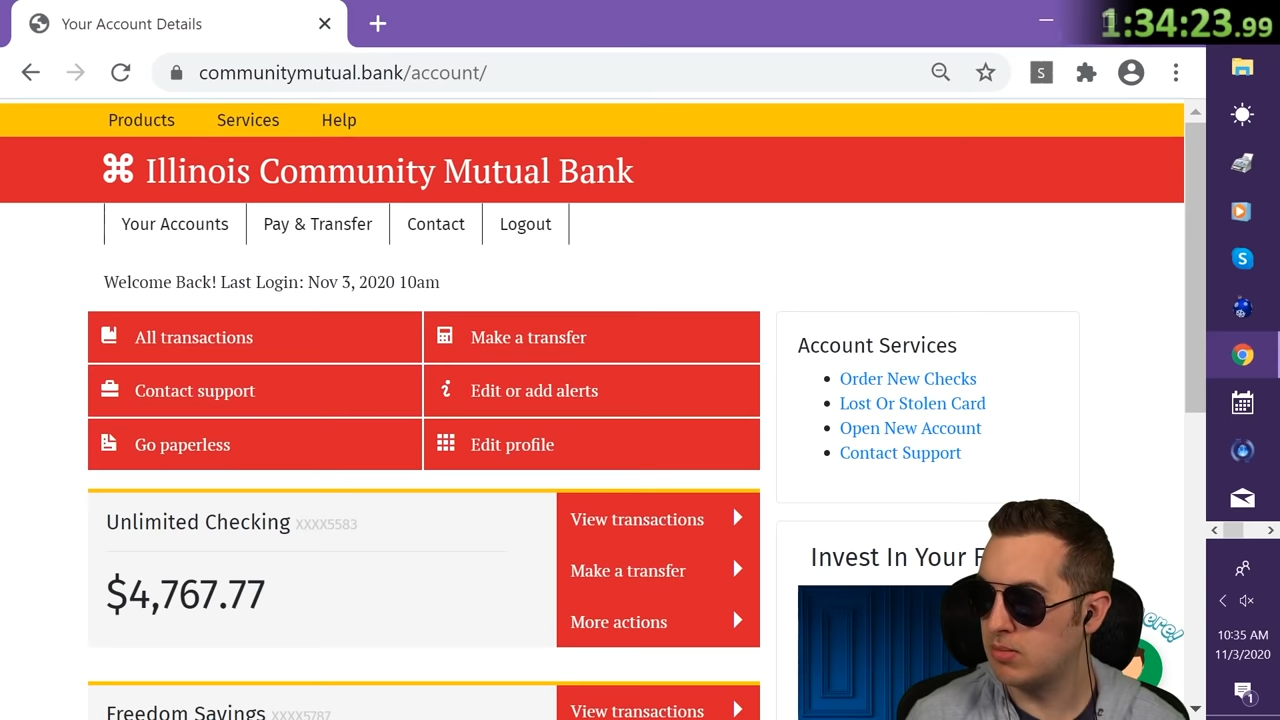 Your Account Details
1:34:23.99
communitymutual.bank/account/
S
Products Services Help
Illinois Community Mutual Bank
Your Accounts Pay & Transfer Contact Logout
Welcome Back! Last Login: Nov 3, 2020 10am
All transactions Make a transfer
Contact support Edit or add alerts
Go paperless Edit profile
Account Services
Order New Checks
Lost Or Stolen Card
Open New Account
Contact Support
Unlimited Checking XXXX5583
$4,767.77
View transactions
Make a transfer
More actions
Invest In Your F
Freedom Savings XXXX5787
View transactions
here!
S
10:35 AM
11/3/2020
1